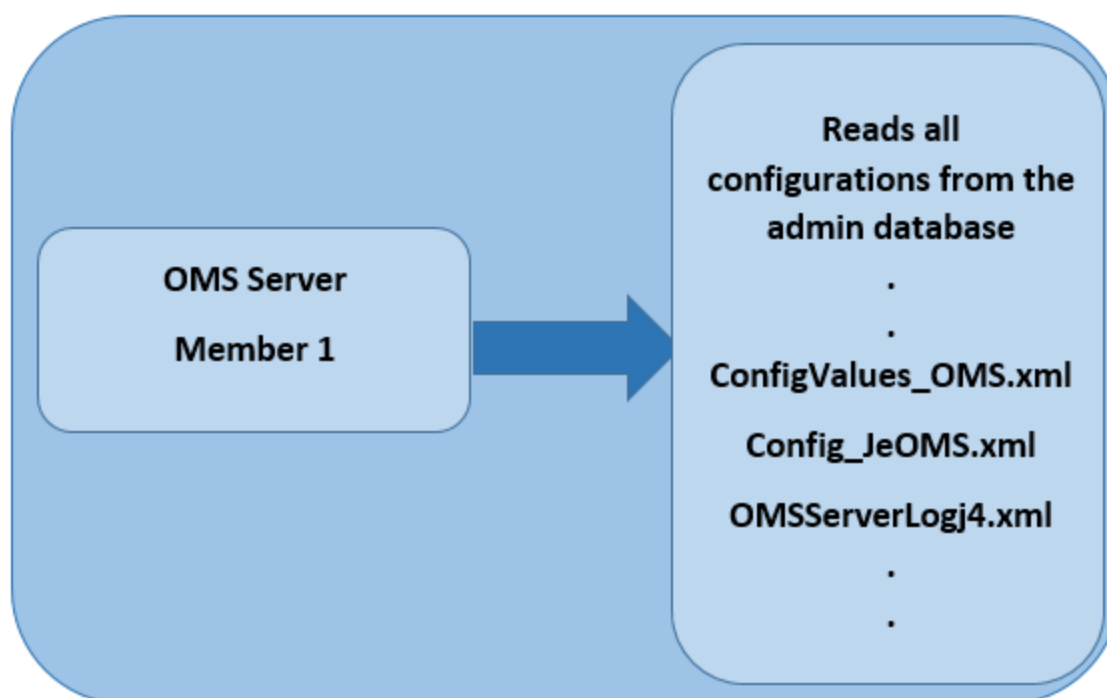 OMS Server
Member 1
Reads all
configurations from the
admin database
.
.
ConfigValues_OMS.xml
Config_JeOMS.xml
OMSServerLogj4.xml
.
.